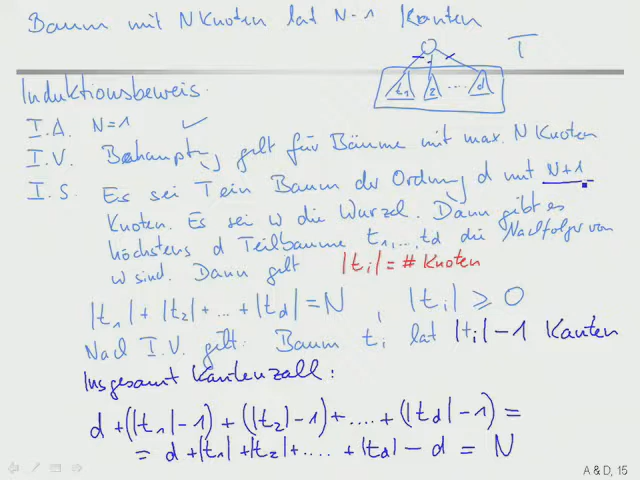 Baum mit N Knoten hat N-1 Kanten
T
t1 2 ... d
Induktionsbeweis.
I.A. N=1 ✓
I.V. Behauptg gilt für Bäume mit max. N Knoten
I.S. Es sei T ein Baum der Ordnung d mit N+1
Knoten. Es sei w die Wurzel. Dann gibt es
höchstens d Teilbäume t1,...,td die Nachfolger von
w sind. Dann gilt |ti| = # Knoten
|t1| + |t2| + ... + |td| = N, |ti| ≥ 0
Nach I.V. gilt: Baum ti hat |ti| - 1 Kanten
Insgesamt Kantenzahl:
d + (|t1| - 1) + (|t2| - 1) + .... + (|td| - 1) =
= d + |t1| + |t2| + .... + |td| - d = N
A & D, 15